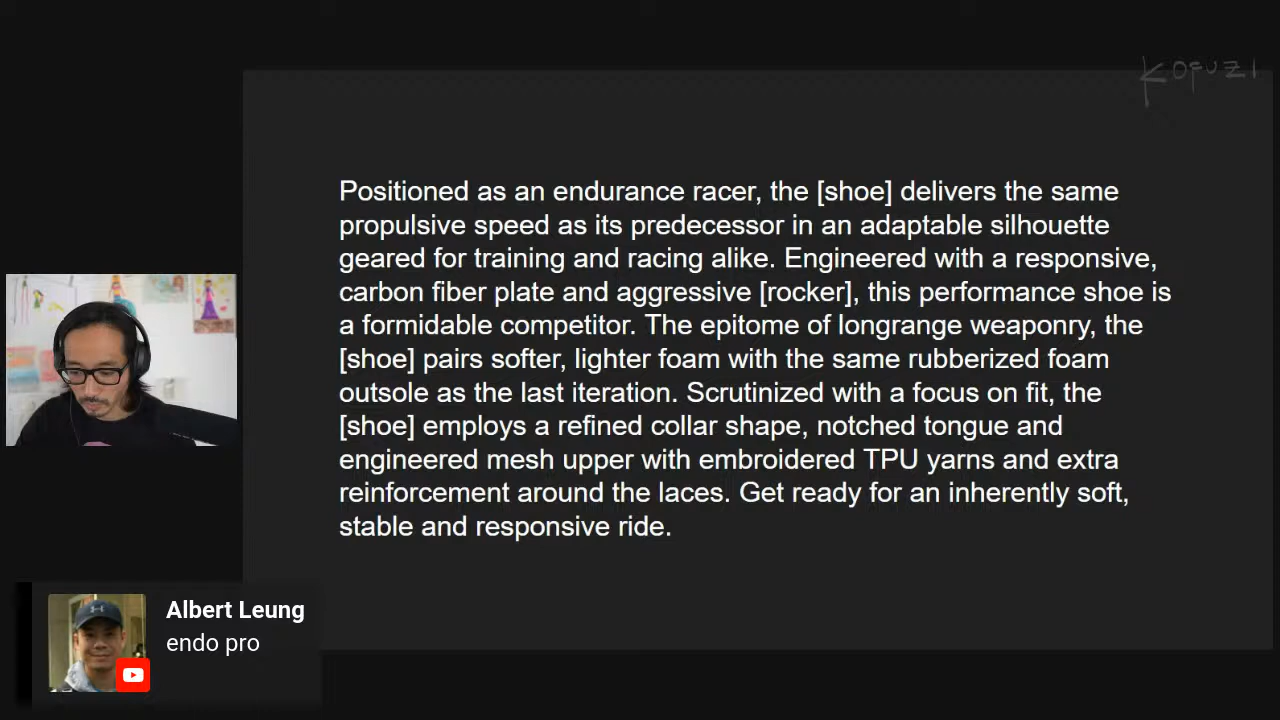 KOFUZI
Positioned as an endurance racer, the [shoe] delivers the same
propulsive speed as its predecessor in an adaptable silhouette
geared for training and racing alike. Engineered with a responsive,
carbon fiber plate and aggressive [rocker], this performance shoe is
a formidable competitor. The epitome of longrange weaponry, the
[shoe] pairs softer, lighter foam with the same rubberized foam
outsole as the last iteration. Scrutinized with a focus on fit, the
[shoe] employs a refined collar shape, notched tongue and
engineered mesh upper with embroidered TPU yarns and extra
reinforcement around the laces. Get ready for an inherently soft,
stable and responsive ride.
Albert Leung
endo pro